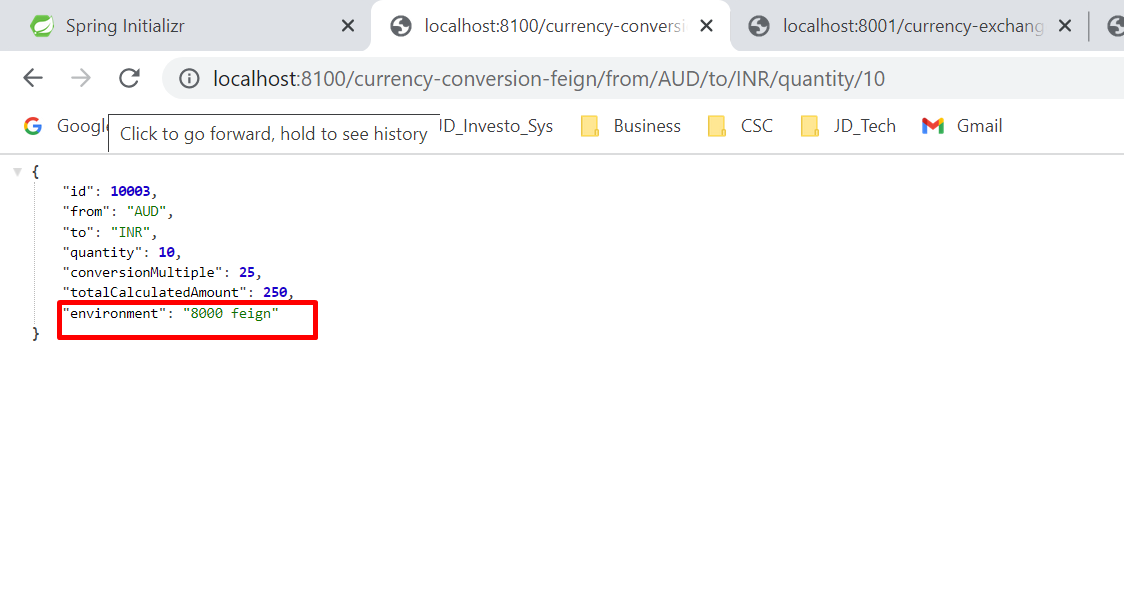 Spring Initializr
localhost:8100/currency-conversi
localhost:8001/currency-exchang
localhost:8100/currency-conversion-feign/from/AUD/to/INR/quantity/10
Googl
Click to go forward, hold to see history
JD_Investo_Sys
Business
CSC
JD_Tech
Gmail
{
"id": 10003,
"from": "AUD",
"to": "INR",
"quantity": 10,
"conversionMultiple": 25,
"totalCalculatedAmount": 250,
"environment": "8000 feign"
}